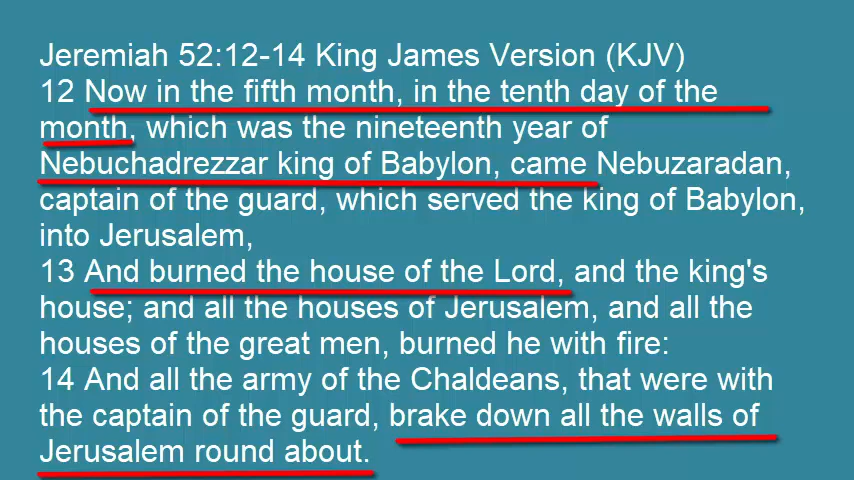 Jeremiah 52:12-14 King James Version (KJV)
12 Now in the fifth month, in the tenth day of the
month, which was the nineteenth year of
Nebuchadrezzar king of Babylon, came Nebuzaradan,
captain of the guard, which served the king of Babylon,
into Jerusalem,
13 And burned the house of the Lord, and the king's
house; and all the houses of Jerusalem, and all the
houses of the great men, burned he with fire:
14 And all the army of the Chaldeans, that were with
the captain of the guard, brake down all the walls of
Jerusalem round about.